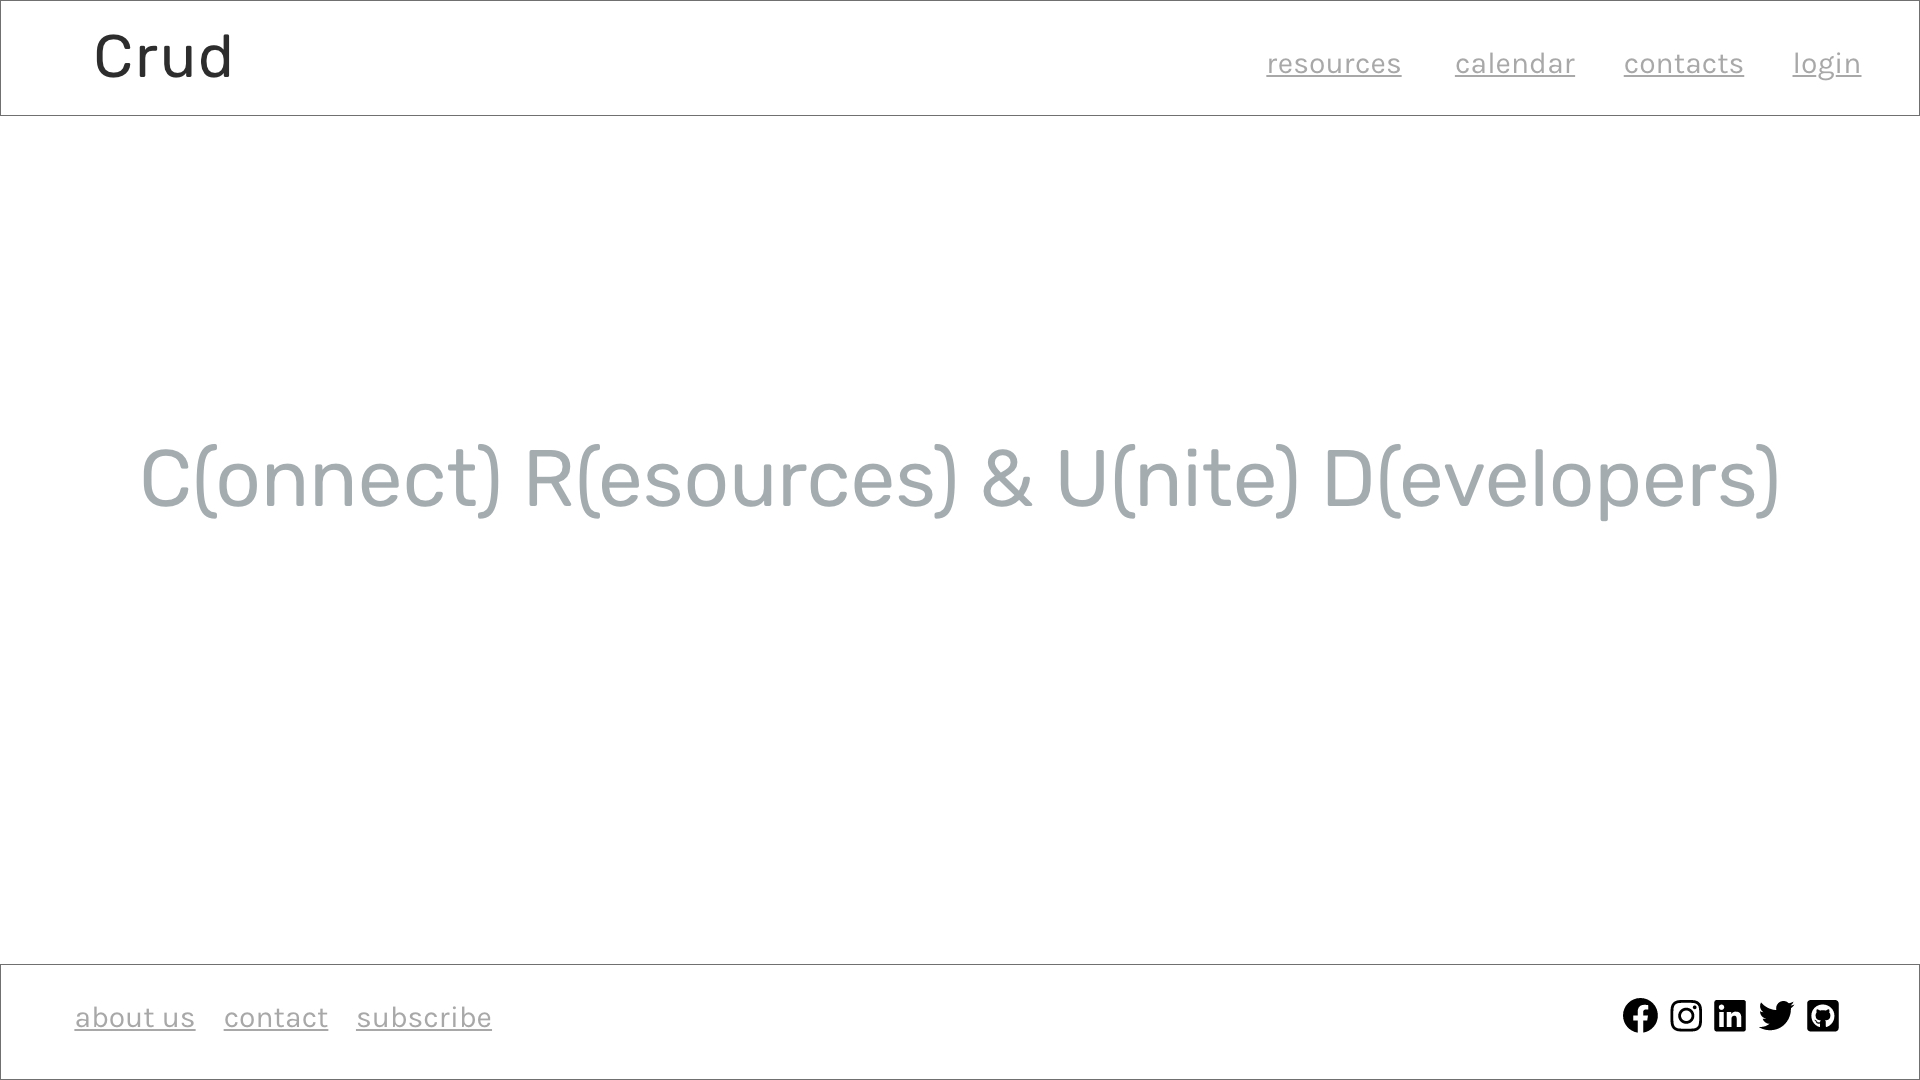 Crud
resources calendar contacts login
C(onnect) R(esources) & U(nite) D(evelopers)
about us contact subscribe